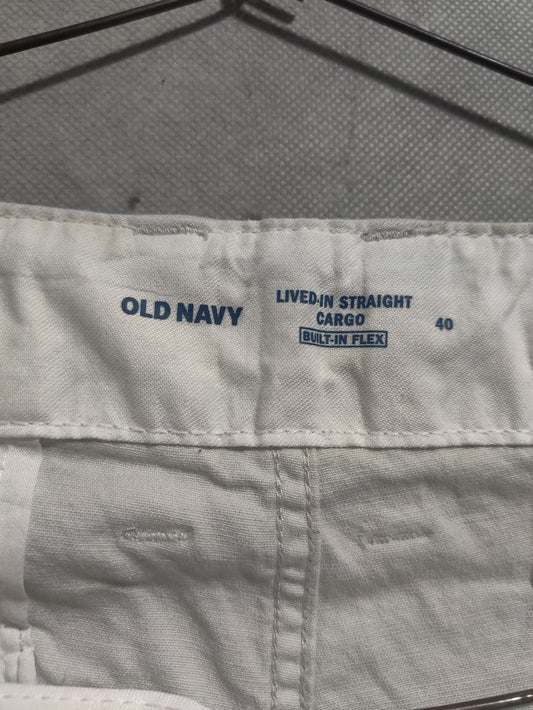 OLD NAVY
LIVED-IN STRAIGHT
CARGO
BUILT-IN FLEX
40